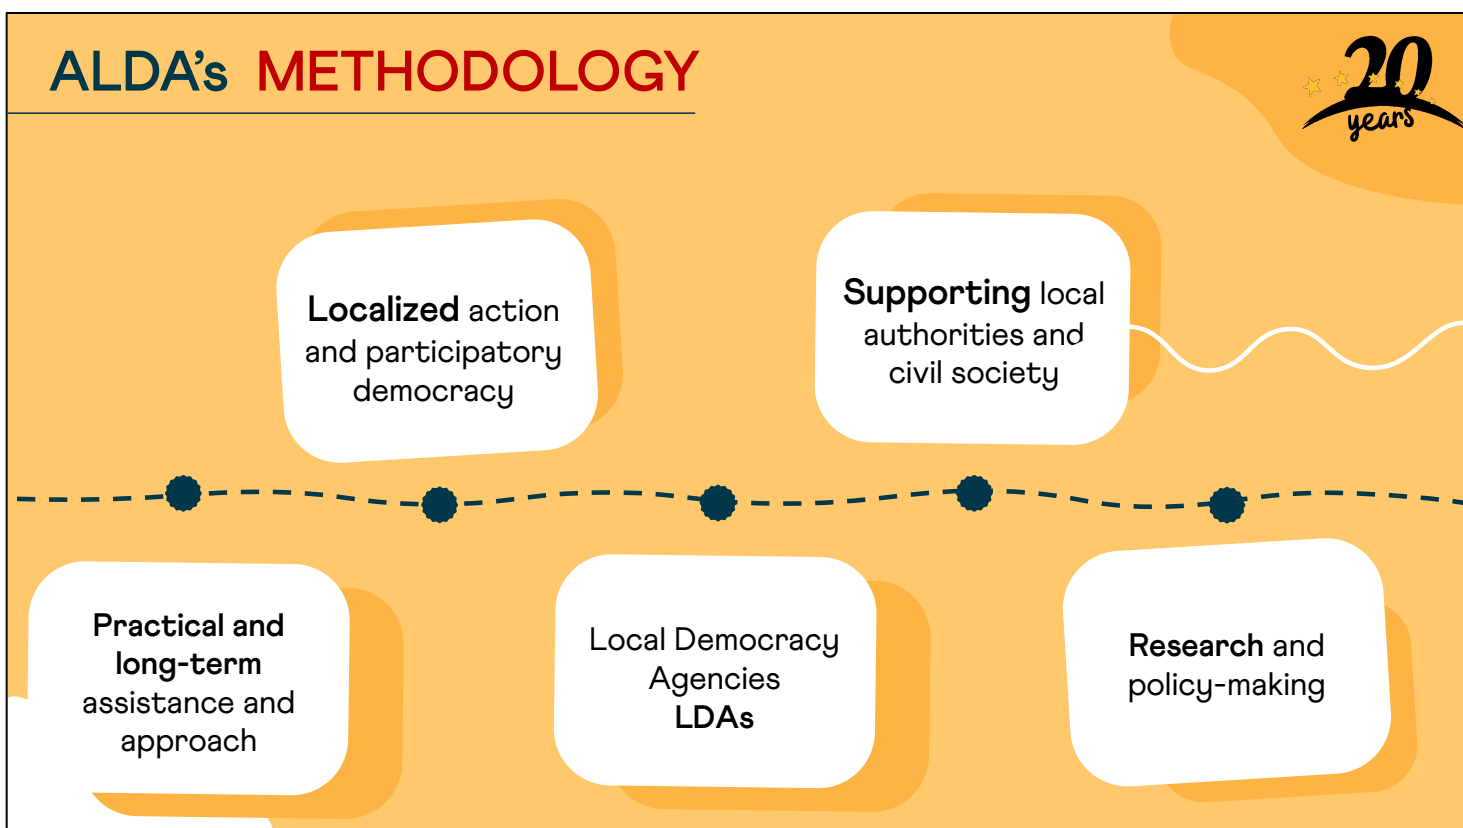 ALDA's METHODOLOGY
20
years
Localized action
and participatory
democracy
Supporting local
authorities and
civil society
Practical and
long-term
assistance and
approach
Local Democracy
Agencies
LDAs
Research and
policy-making